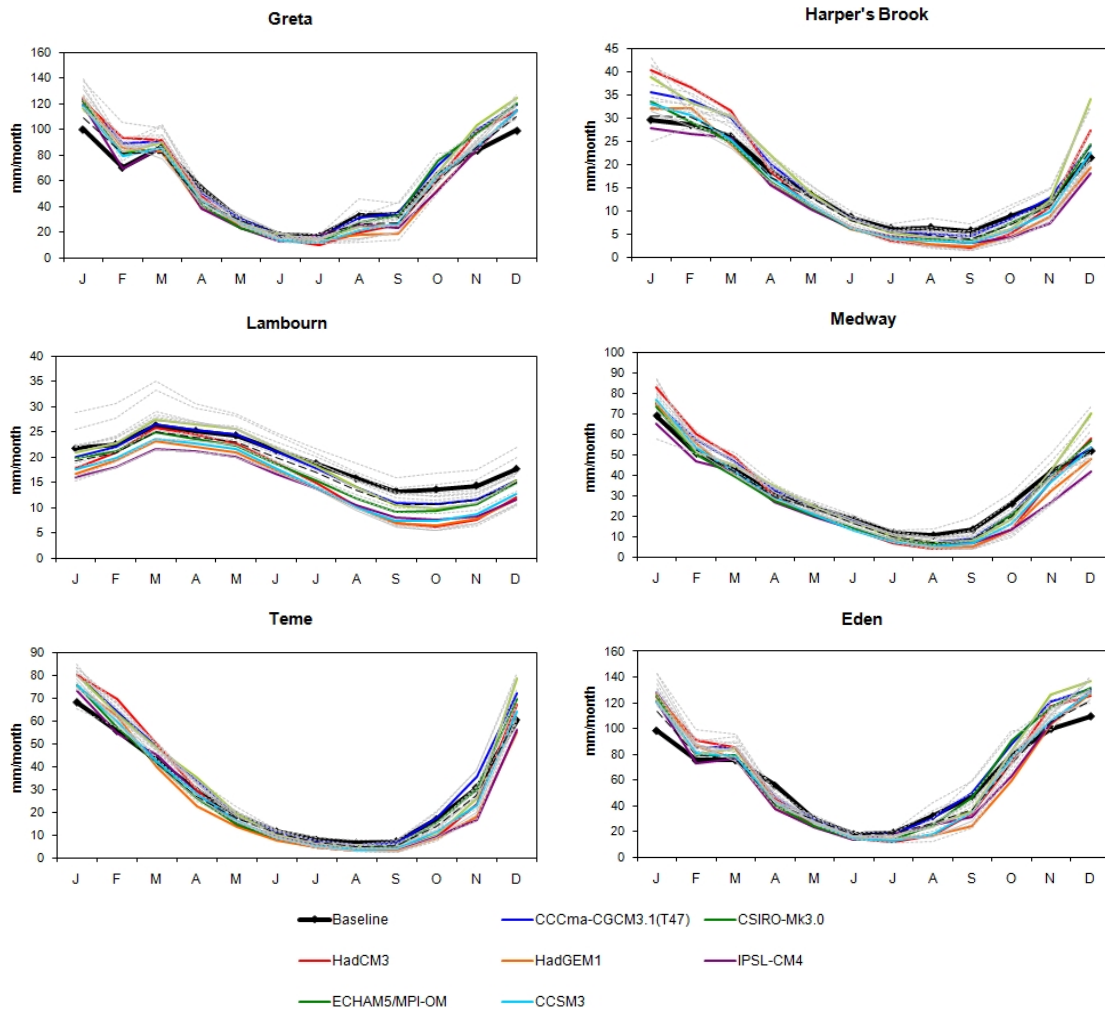 Greta
Harper's Brook
160
140
120
100
80
60
40
20
0
mm/month
J F M A M J J A S O N D
45
40
35
30
25
20
15
10
5
0
mm/month
J F M A M J J A S O N D
Lambourn
Medway
40
35
30
25
20
15
10
5
0
mm/month
J F M A M J J A S O N D
100
90
80
70
60
50
40
30
20
10
0
mm/month
J F M A M J J A S O N D
Teme
Eden
90
80
70
60
50
40
30
20
10
0
mm/month
J F M A M J J A S O N D
160
140
120
100
80
60
40
20
0
mm/month
J F M A M J J A S O N D
Baseline CCCma-CGCM3.1(T47) CSIRO-Mk3.0
HadCM3 HadGEM1 IPSL-CM4
ECHAM5/MPI-OM CCSM3